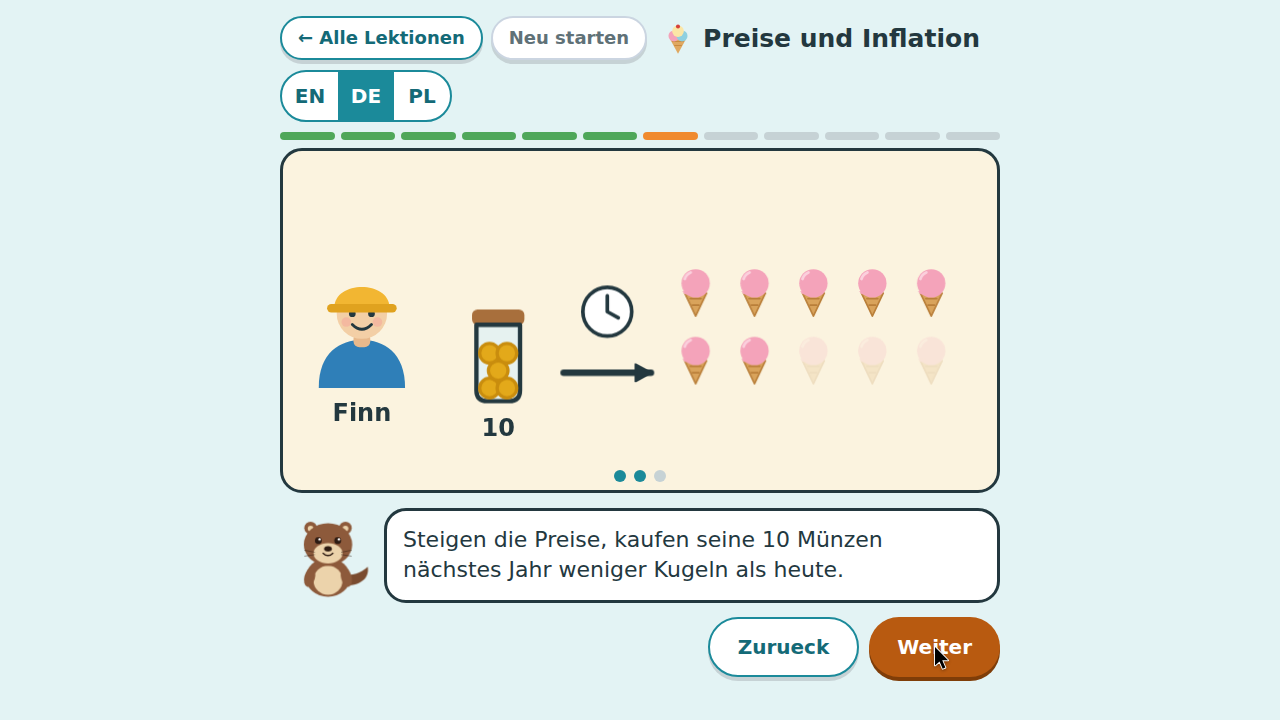 ← Alle Lektionen
Neu starten
Preise und Inflation
EN DE PL
Finn
10
Steigen die Preise, kaufen seine 10 Münzen
nächstes Jahr weniger Kugeln als heute.
Zurueck
Weiter